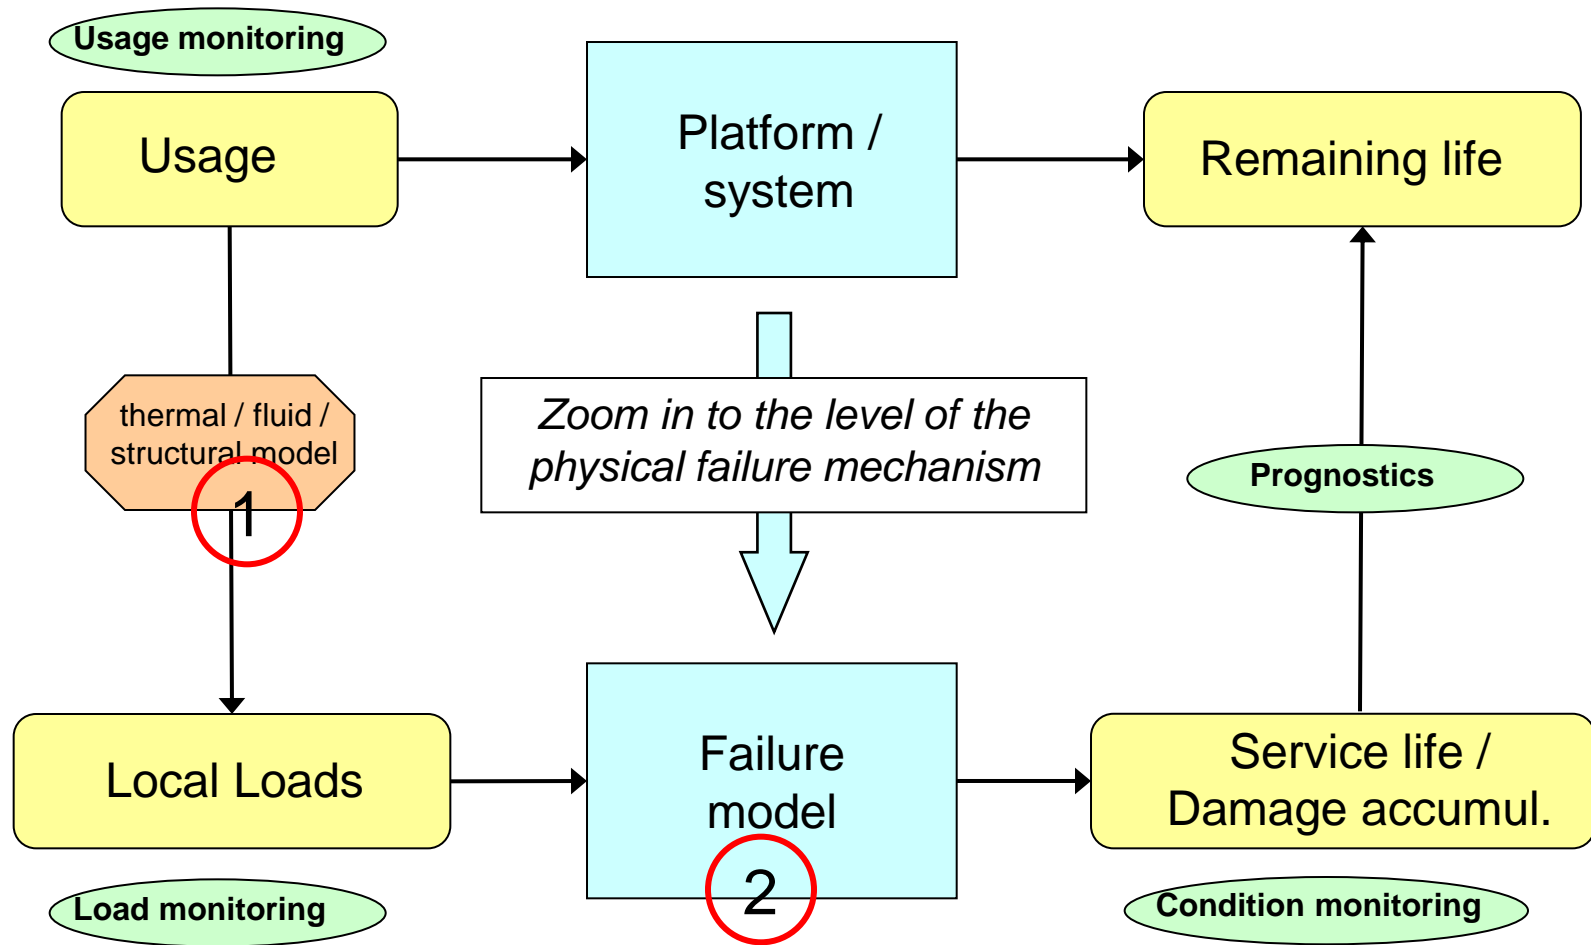 Usage monitoring
Usage
Platform /
system
Remaining life
thermal / fluid /
structural model
1
Zoom in to the level of the
physical failure mechanism
Prognostics
Local Loads
Failure
model
2
Service life /
Damage accumul.
Load monitoring
Condition monitoring